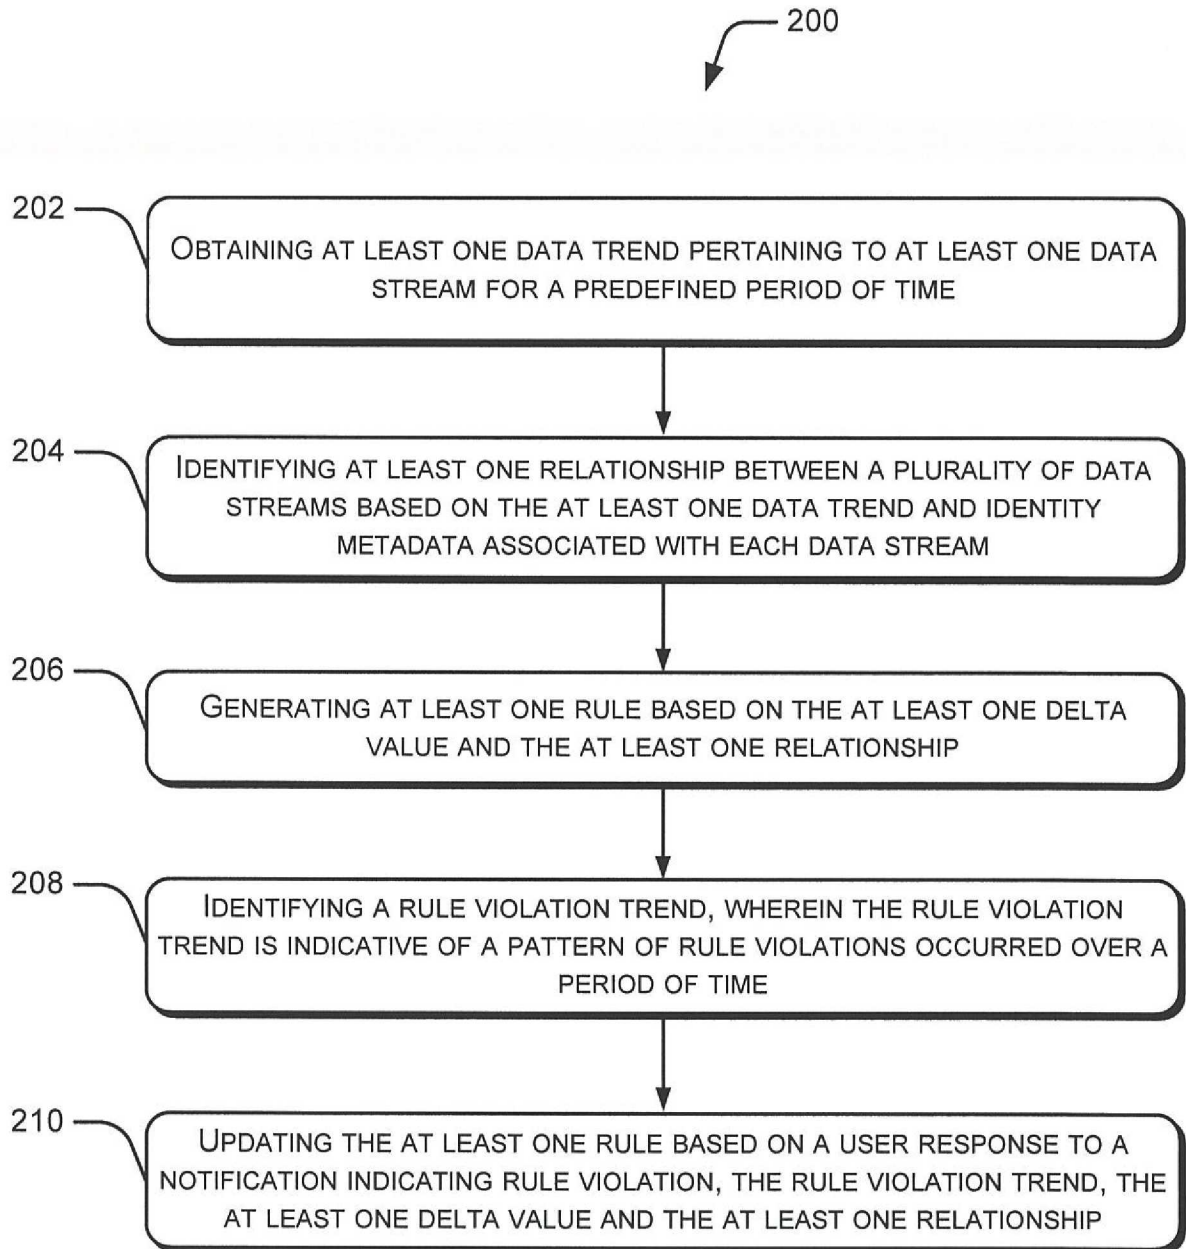 200
202
OBTAINING AT LEAST ONE DATA TREND PERTAINING TO AT LEAST ONE DATA
STREAM FOR A PREDEFINED PERIOD OF TIME
204
IDENTIFYING AT LEAST ONE RELATIONSHIP BETWEEN A PLURALITY OF DATA
STREAMS BASED ON THE AT LEAST ONE DATA TREND AND IDENTITY
METADATA ASSOCIATED WITH EACH DATA STREAM
206
GENERATING AT LEAST ONE RULE BASED ON THE AT LEAST ONE DELTA
VALUE AND THE AT LEAST ONE RELATIONSHIP
208
IDENTIFYING A RULE VIOLATION TREND, WHEREIN THE RULE VIOLATION
TREND IS INDICATIVE OF A PATTERN OF RULE VIOLATIONS OCCURRED OVER A
PERIOD OF TIME
210
UPDATING THE AT LEAST ONE RULE BASED ON A USER RESPONSE TO A
NOTIFICATION INDICATING RULE VIOLATION, THE RULE VIOLATION TREND, THE
AT LEAST ONE DELTA VALUE AND THE AT LEAST ONE RELATIONSHIP